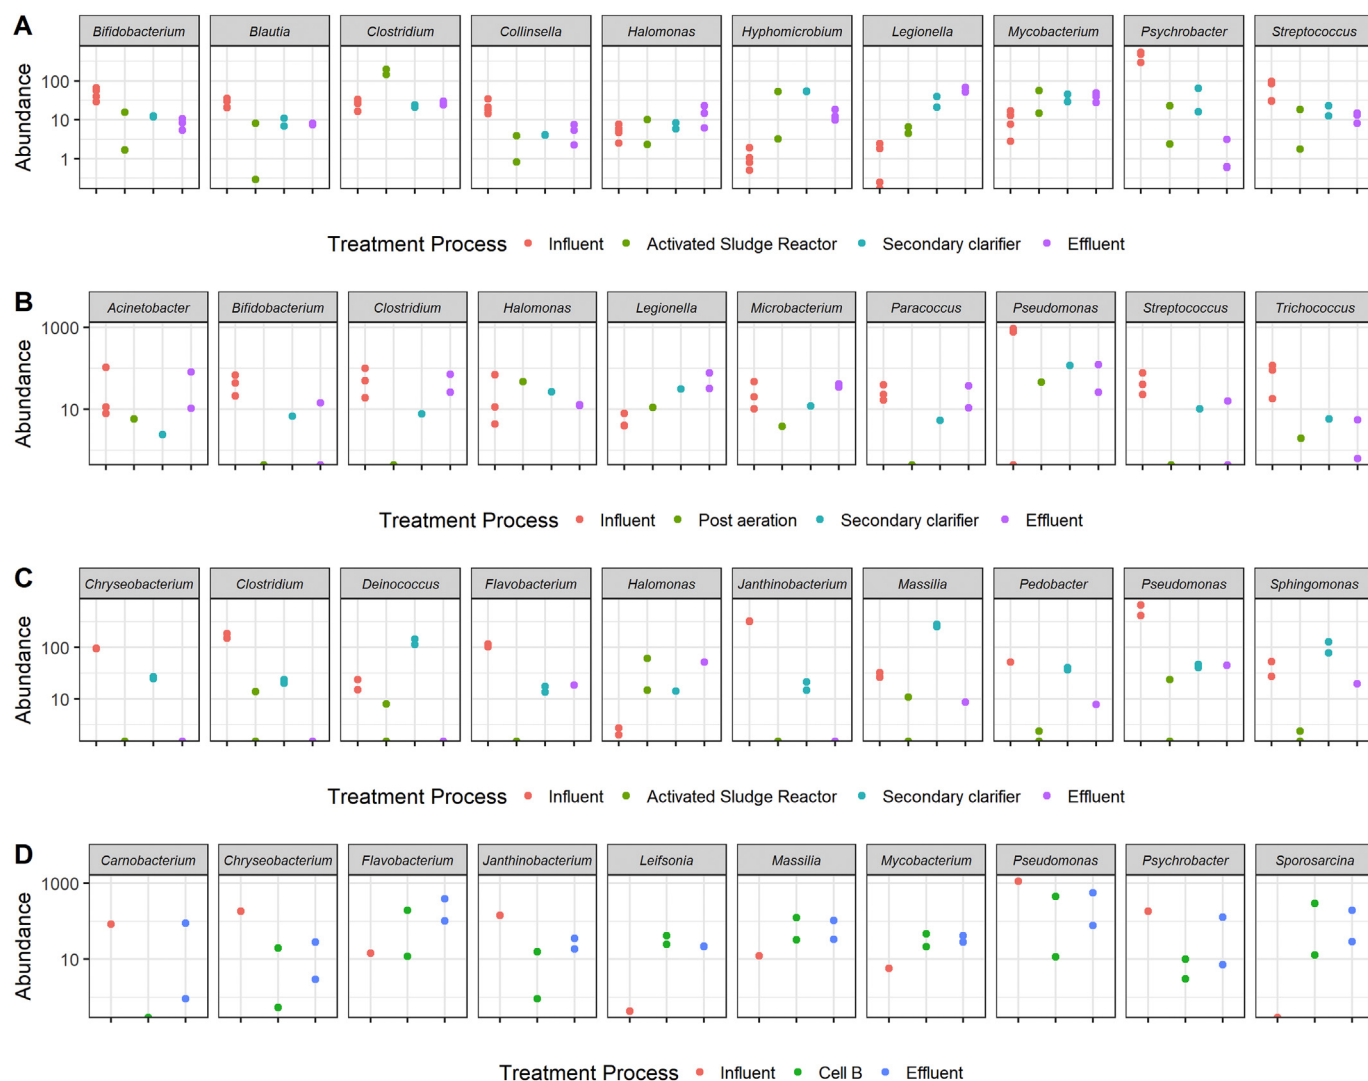 A
Bifidobacterium Blautia Clostridium Collinsella Halomonas Hyphomicrobium Legionella Mycobacterium Psychrobacter Streptococcus
Abundance
100
10
1
Treatment Process Influent Activated Sludge Reactor Secondary clarifier Effluent
B
Acinetobacter Bifidobacterium Clostridium Halomonas Legionella Microbacterium Paracoccus Pseudomonas Streptococcus Trichococcus
Abundance
1000
10
Treatment Process Influent Post aeration Secondary clarifier Effluent
C
Chryseobacterium Clostridium Deinococcus Flavobacterium Halomonas Janthinobacterium Massilia Pedobacter Pseudomonas Sphingomonas
Abundance
100
10
Treatment Process Influent Activated Sludge Reactor Secondary clarifier Effluent
D
Carnobacterium Chryseobacterium Flavobacterium Janthinobacterium Leifsonia Massilia Mycobacterium Pseudomonas Psychrobacter Sporosarcina
Abundance
1000
10
Treatment Process Influent Cell B Effluent